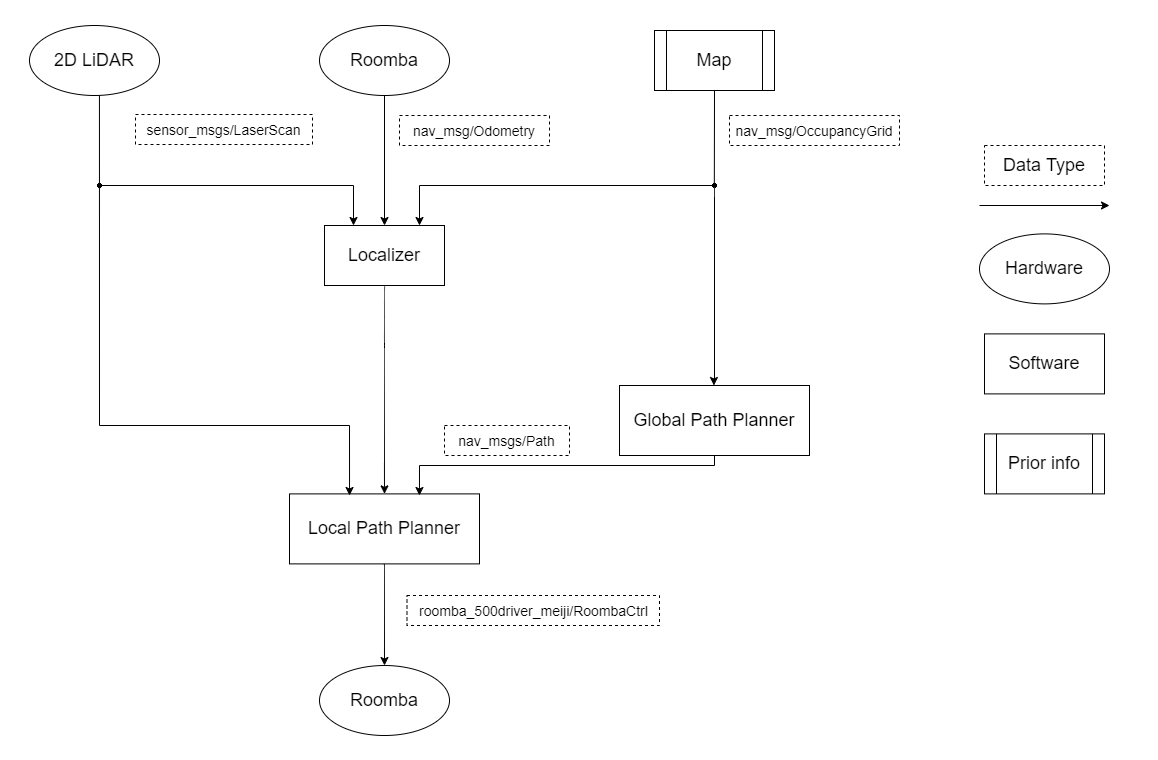 2D LiDAR
Roomba
Map
sensor_msgs/LaserScan
nav_msg/Odometry
nav_msg/OccupancyGrid
Data Type
Localizer
Hardware
Software
Global Path Planner
nav_msgs/Path
Prior info
Local Path Planner
roomba_500driver_meiji/RoombaCtrl
Roomba